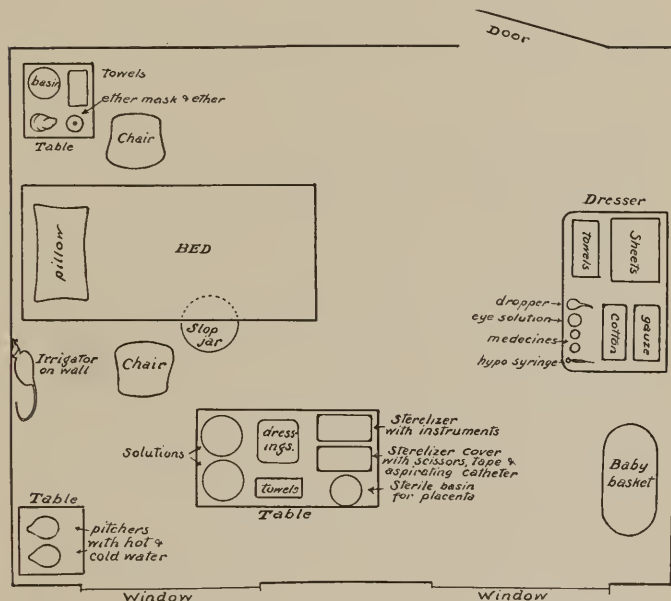 Door
basin
Towels
ether mask & ether
Table
Chair
pillow
BED
Slop
jar
Dresser
Towels
Sheets
dropper
eye solution
medecines
hypo syringe
Cotton
gauze
Irrigator
on wall
Chair
Solutions
dress-
ings.
towels
Sterelizer
with instruments
Sterelizer cover
with scissors, tape &
aspirating catheter
Sterile basin
for placenta
Table
Baby
basket
Table
pitchers
with hot &
cold water
Window
Window